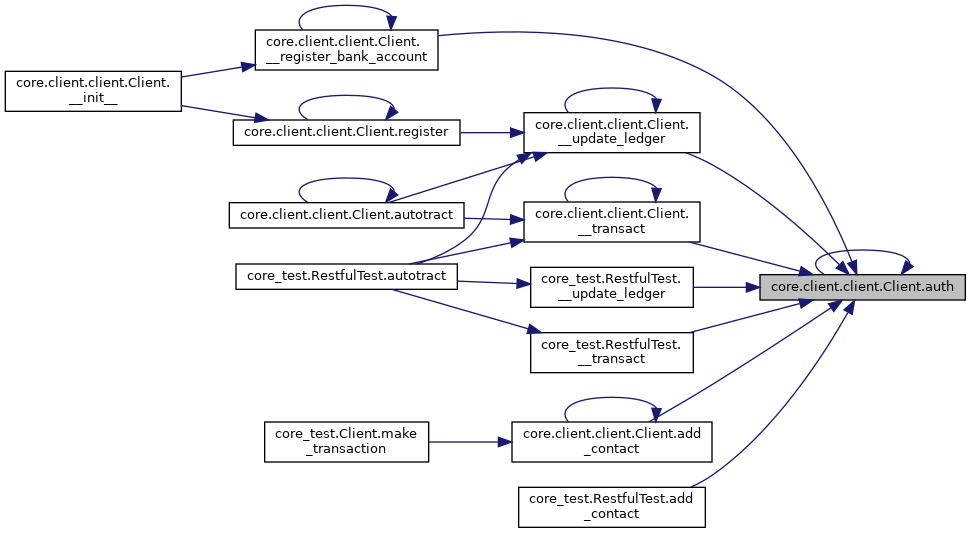 core.client.client.Client.
__register_bank_account
core.client.client.Client.
__init__
core.client.client.Client.register
core.client.client.Client.
__update_ledger
core.client.client.Client.autotract
core.client.client.Client.
__transact
core_test.RestfulTest.autotract
core_test.RestfulTest.
__update_ledger
core.client.client.Client.auth
core_test.RestfulTest.
__transact
core_test.Client.make
_transaction
core.client.client.Client.add
_contact
core_test.RestfulTest.add
_contact